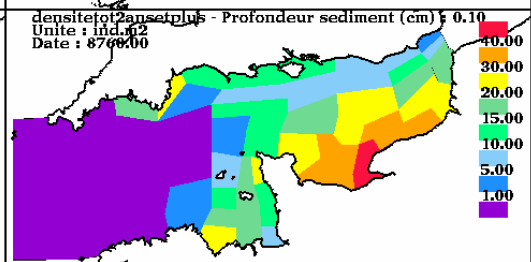 densitetot2ansetplus - Profondeur sediment (cm) : 0.10
Unite : ind.m2
Date : 8760.00
40.00
30.00
20.00
15.00
10.00
5.00
1.00